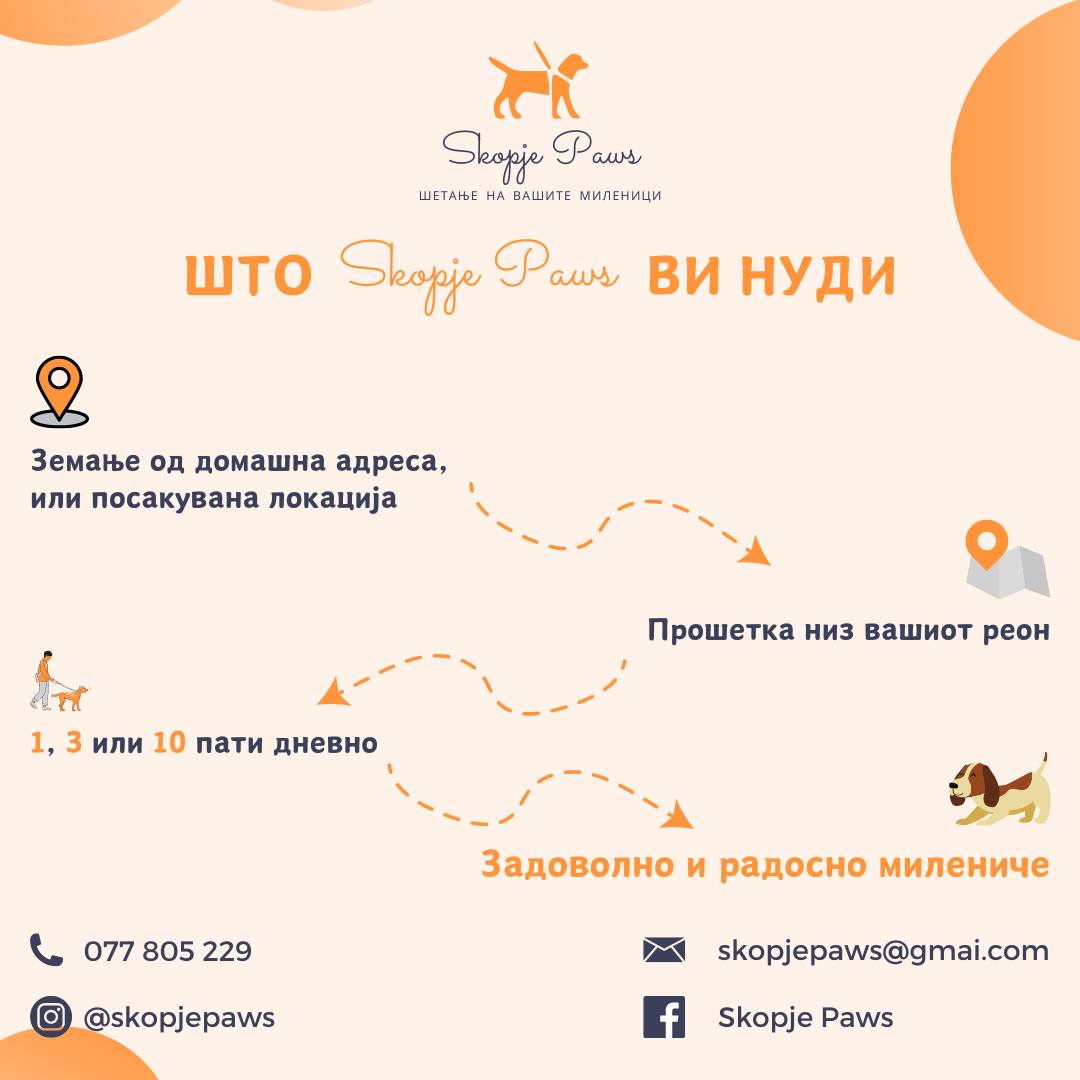 Skopje Paws
ШЕТАЊЕ НА ВАШИТЕ МИЛЕНИЦИ
ШТО Skopje Paws ВИ НУДИ
Земање од домашна адреса,
или посакувана локација
Прошетка низ вашиот реон
1, 3 или 10 пати дневно
Задоволно и радосно милениче
077 805 229
skopjepaws@gmai.com
@skopjepaws
Skopje Paws